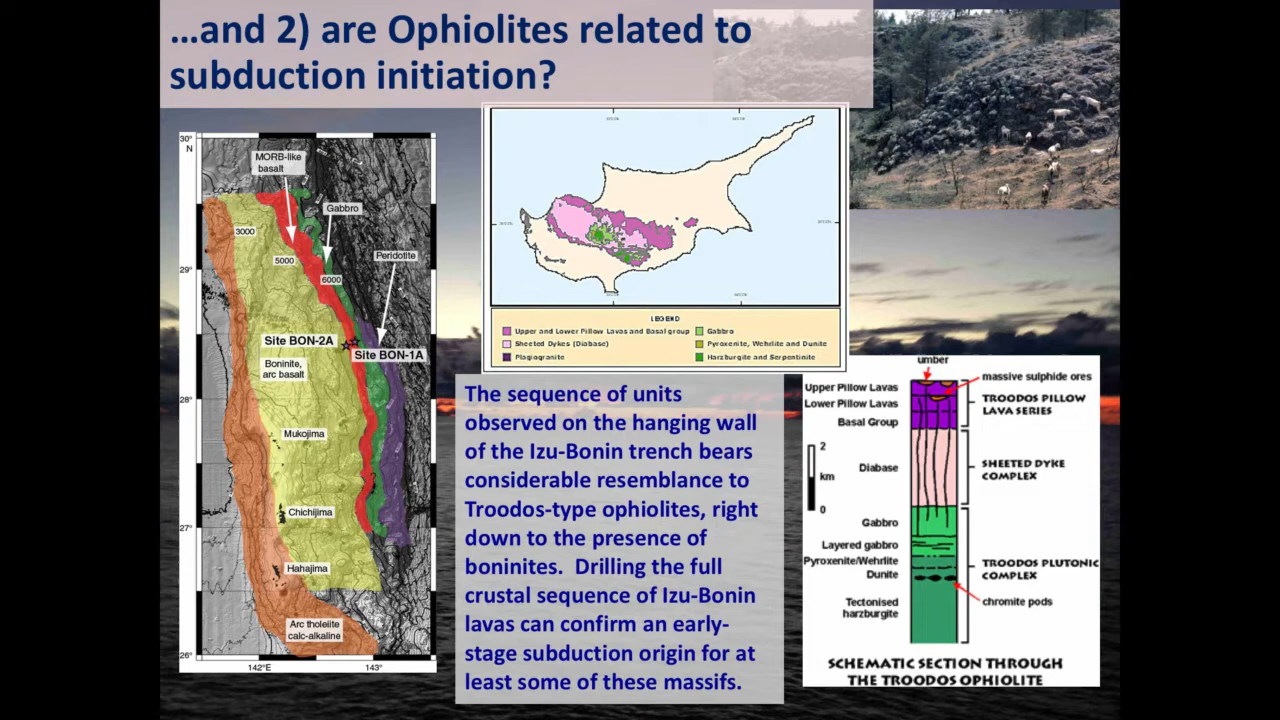 …and 2) are Ophiolites related to
subduction initiation?
30°
N
MORB-like
basalt
Gabbro
3000
5000
6000
Peridotite
29°
Site BON-2A
Site BON-1A
Boninite,
arc basalt
28°
Mukojima
Chichijima
27°
Hahajima
Arc tholeiite
calc-alkaline
26°
142°E
143°
LEGEND
Upper and Lower Pillow Lavas and Basal group
Sheeted Dykes (Diabase)
Plagiogranite
Gabbro
Pyroxenite, Wehrlite and Dunite
Harzburgite and Serpentinite
The sequence of units
observed on the hanging wall
of the Izu-Bonin trench bears
considerable resemblance to
Troodos-type ophiolites, right
down to the presence of
boninites. Drilling the full
crustal sequence of Izu-Bonin
lavas can confirm an early-
stage subduction origin for at
least some of these massifs.
umber
massive sulphide ores
Upper Pillow Lavas
Lower Pillow Lavas
Basal Group
TROODOS PILLOW
LAVA SERIES
2
km
0
Diabase
SHEETED DYKE
COMPLEX
Gabbro
Layered gabbro
Pyroxenite/Wehrlite
Dunite
TROODOS PLUTONIC
COMPLEX
chromite pods
Tectonised
harzburgite
SCHEMATIC SECTION THROUGH
THE TROODOS OPHIOLITE